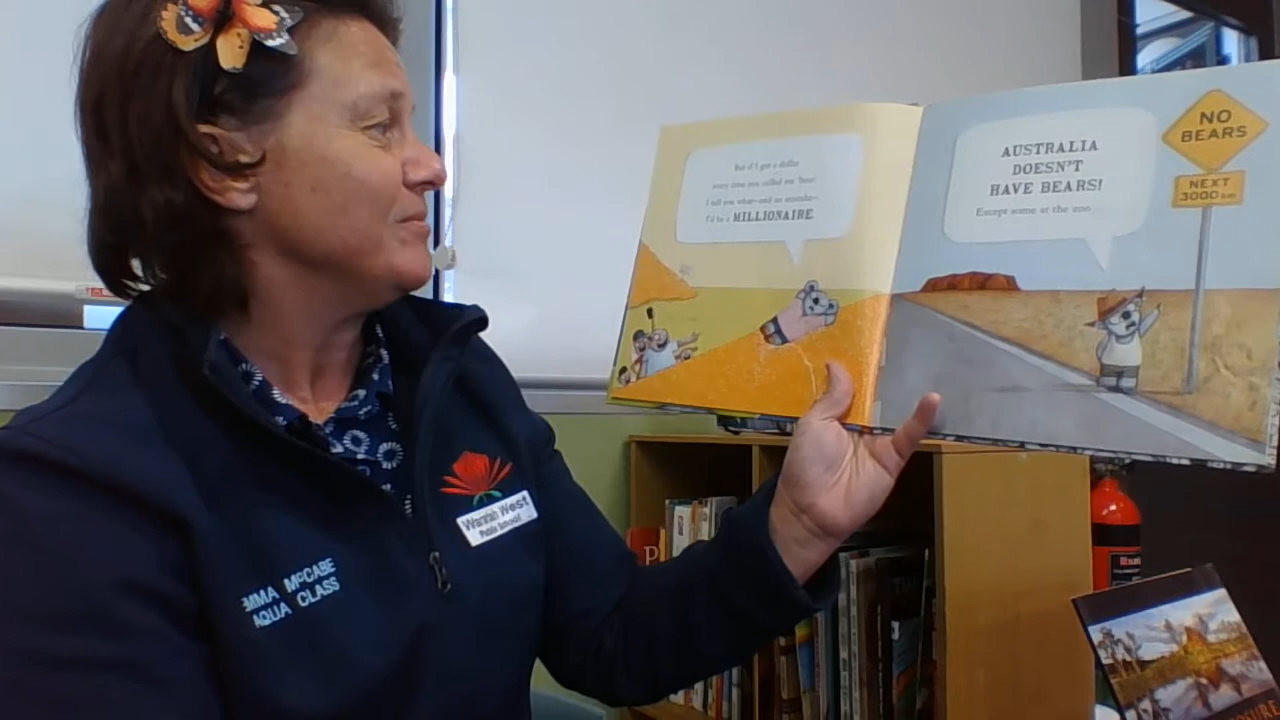 But if I got a dollar
every time you called me 'bear'
I tell you what—and no mistake—
I'd be a MILLIONAIRE.
AUSTRALIA
DOESN'T
HAVE BEARS!
Except some at the zoo
NO
BEARS
NEXT
3000 km
Waratah West
Public School
EMMA McCABE
AQUA CLASS